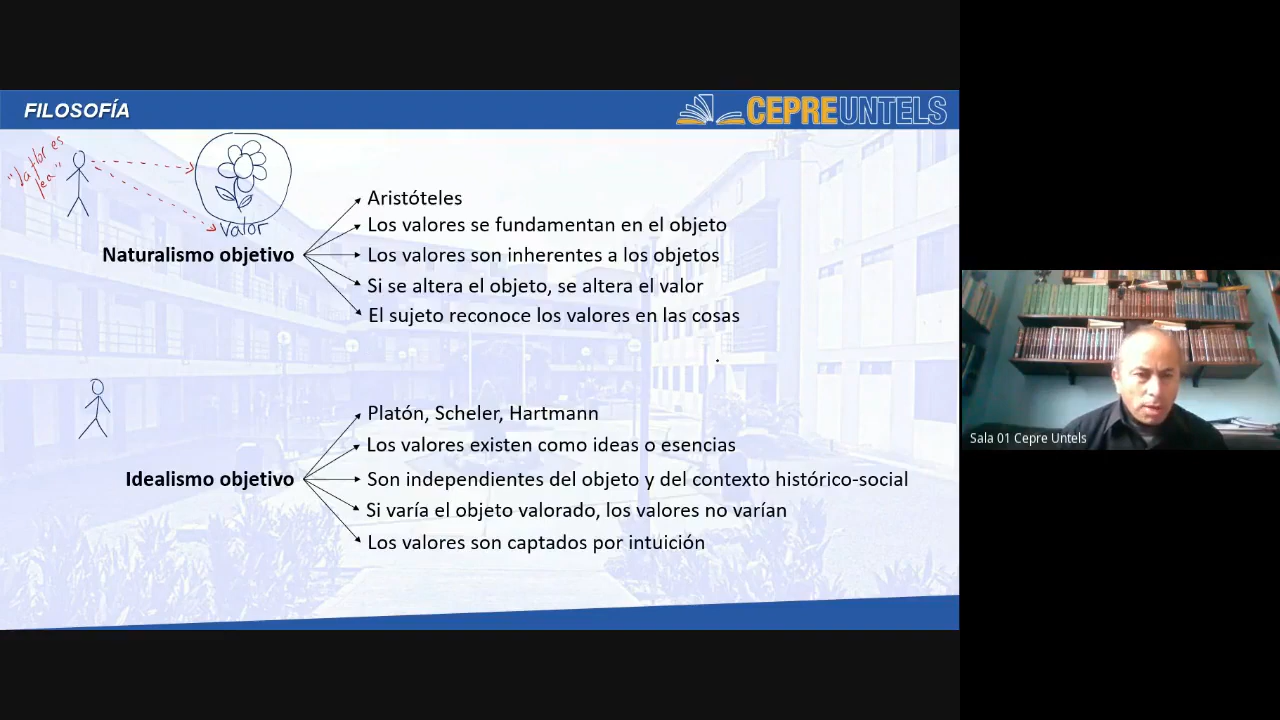 FILOSOFÍA
CEPREUNTELS
"la flor es
fea"
valor
Naturalismo objetivo
Aristóteles
Los valores se fundamentan en el objeto
Los valores son inherentes a los objetos
Si se altera el objeto, se altera el valor
El sujeto reconoce los valores en las cosas
Idealismo objetivo
Platón, Scheler, Hartmann
Los valores existen como ideas o esencias
Son independientes del objeto y del contexto histórico-social
Si varía el objeto valorado, los valores no varían
Los valores son captados por intuición
Sala 01 Cepre Untels